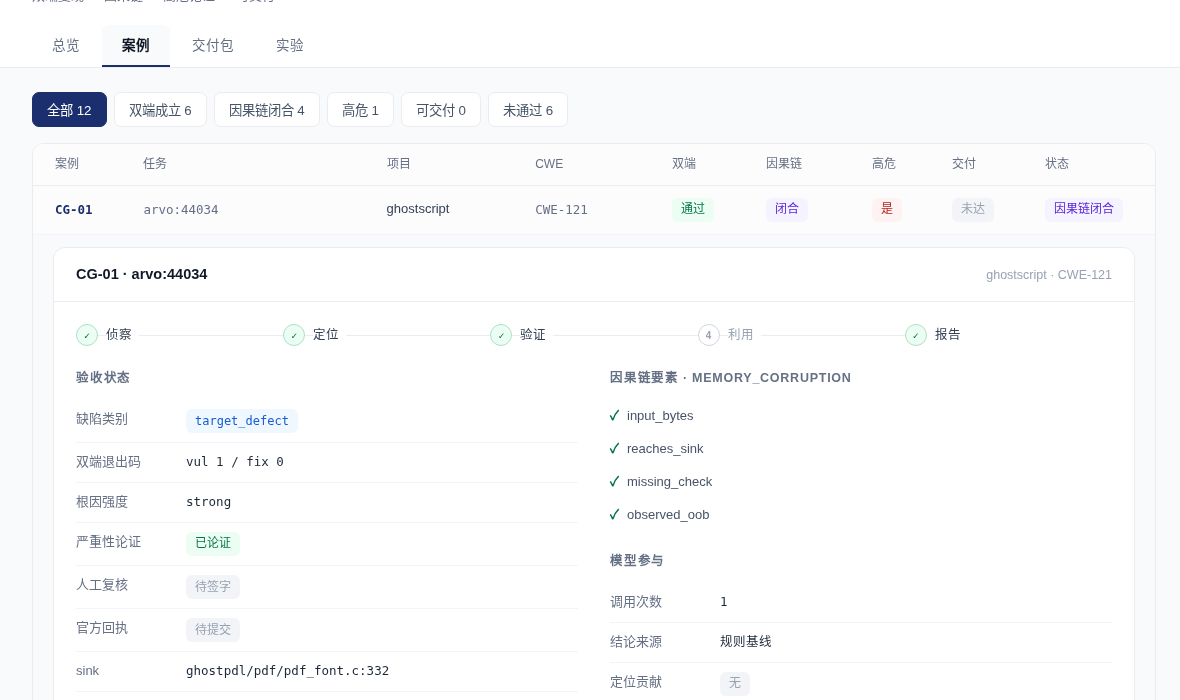 总览 案例 交付包 实验
全部 12 双端成立 6 因果链闭合 4 高危 1 可交付 0 未通过 6
案例 任务 项目 CWE 双端 因果链 高危 交付 状态
CG-01 arvo:44034 ghostscript CWE-121 通过 闭合 是 未达 因果链闭合
CG-01 · arvo:44034 ghostscript · CWE-121
✓ 侦察 ✓ 定位 ✓ 验证 4 利用 ✓ 报告
验收状态
缺陷类别 target_defect
双端退出码 vul 1 / fix 0
根因强度 strong
严重性论证 已论证
人工复核 待签字
官方回执 待提交
sink ghostpdl/pdf/pdf_font.c:332
因果链要素 · MEMORY_CORRUPTION
✓ input_bytes
✓ reaches_sink
✓ missing_check
✓ observed_oob
模型参与
调用次数 1
结论来源 规则基线
定位贡献 无